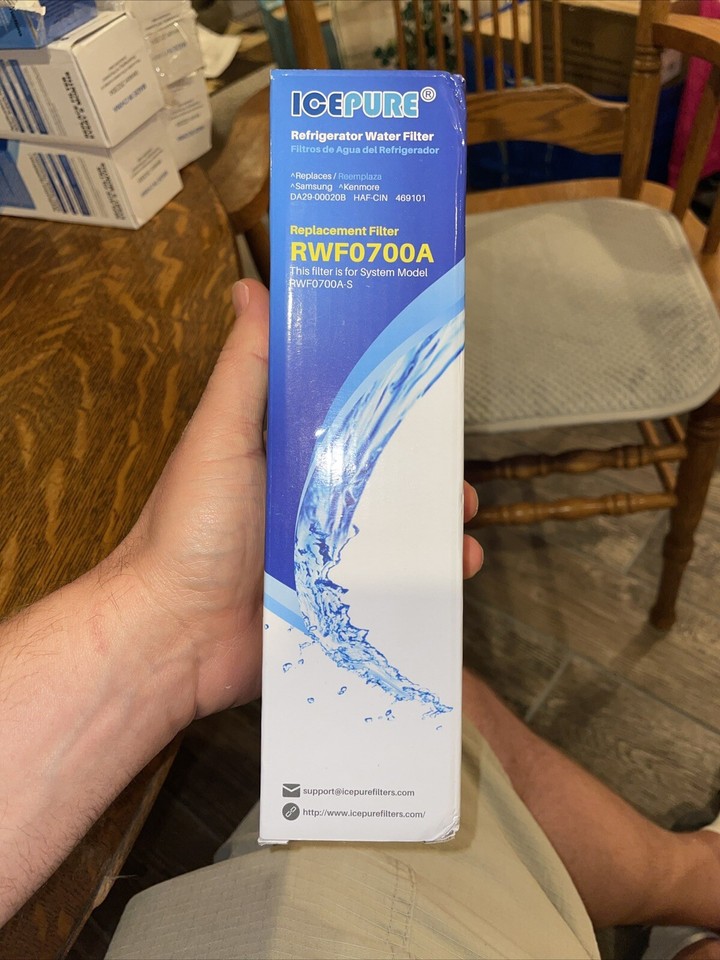 ICEPURE®
Refrigerator Water Filter
Filtros de Agua del Refrigerador
^Replaces / Reemplaza
^Samsung ^Kenmore
DA29-00020B HAF-CIN 469101
Replacement Filter
RWF0700A
This filter is for System Model
RWF0700A-S
support@icepurefilters.com
http://www.icepurefilters.com/